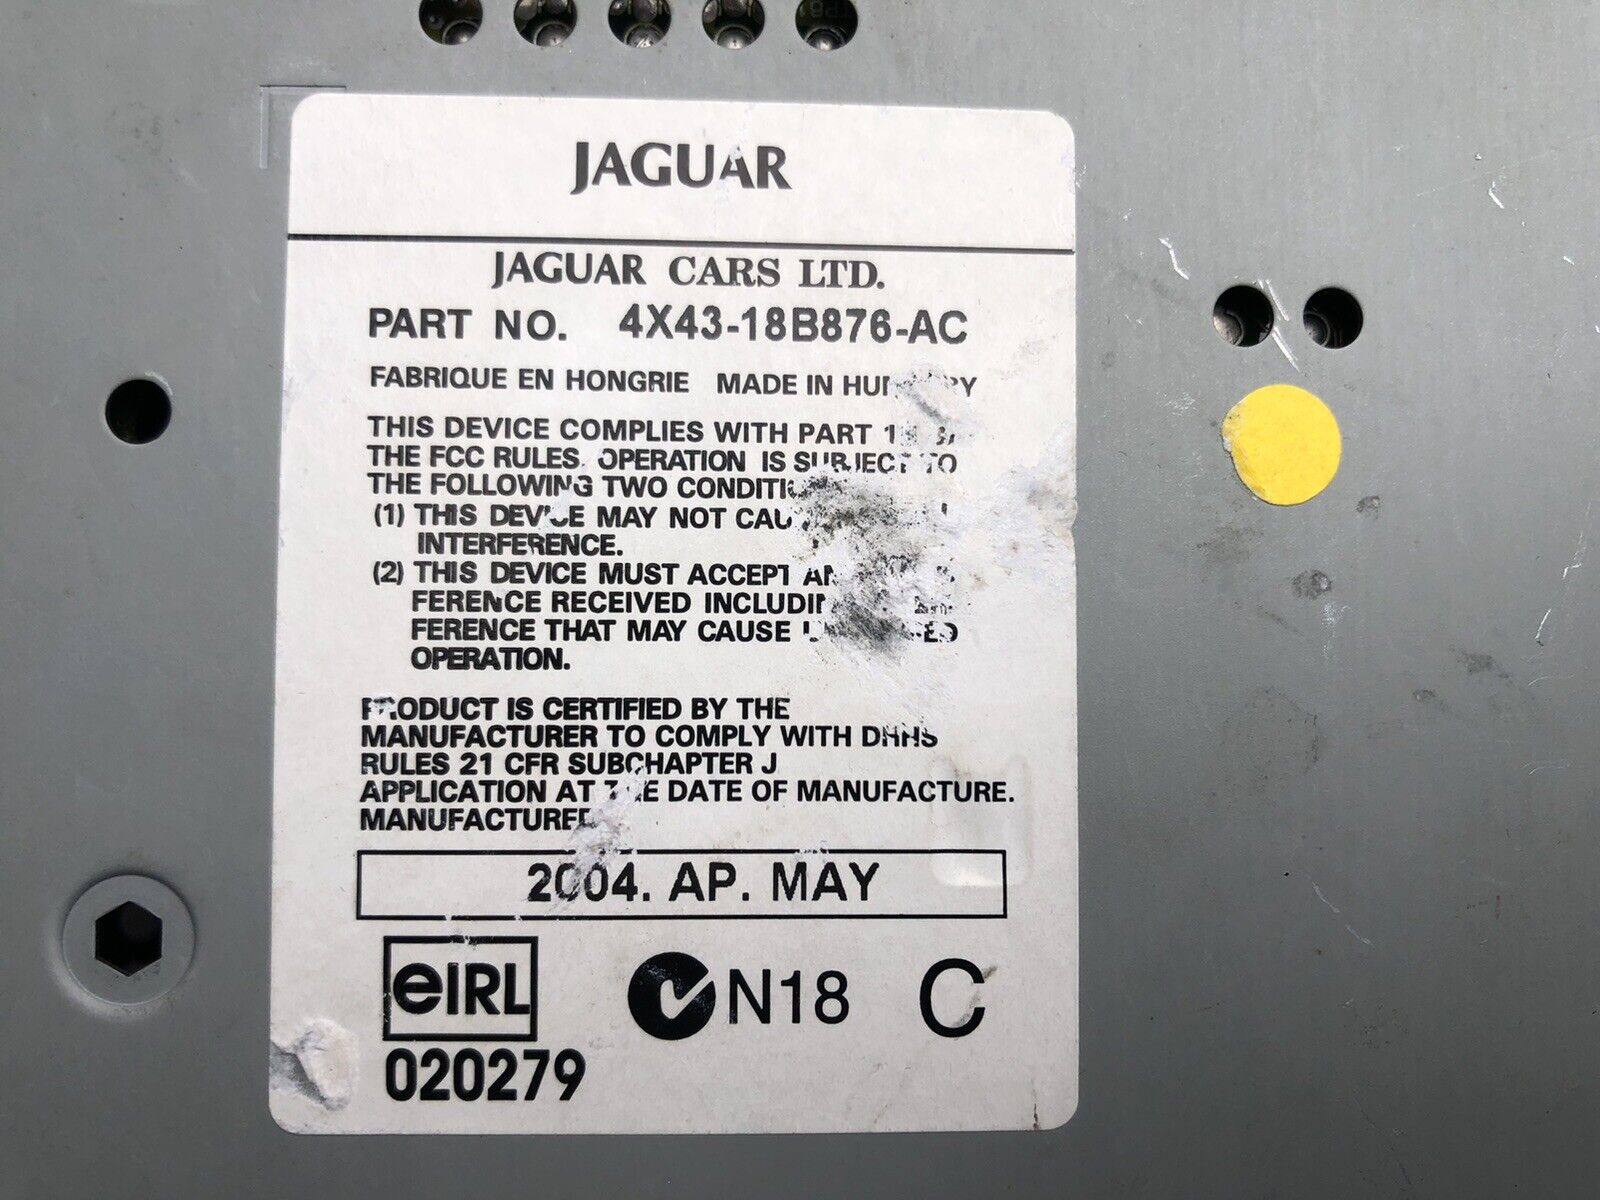 JAGUAR
JAGUAR CARS LTD.
PART NO. 4X43-18B876-AC
FABRIQUE EN HONGRIE MADE IN
THIS DEVICE COMPLIES WITH PART
THE FCC RULES. OPERATION IS SUBJECT TO
THE FOLLOWING TWO
(1) THIS DEVICE MAY NOT
INTERFERENCE.
(2) THIS DEVICE MUST ACCEPT
FERENCE RECEIVED
FERENCE THAT MAY CAUSE
OPERATION.
PRODUCT IS CERTIFIED BY THE
MANUFACTURER TO COMPLY WITH DHHS
RULES 21 CFR SUBCHAPTER J
APPLICATION AT THE DATE OF MANUFACTURE.
2004. AP. MAY
eIRL
N18 C
020279